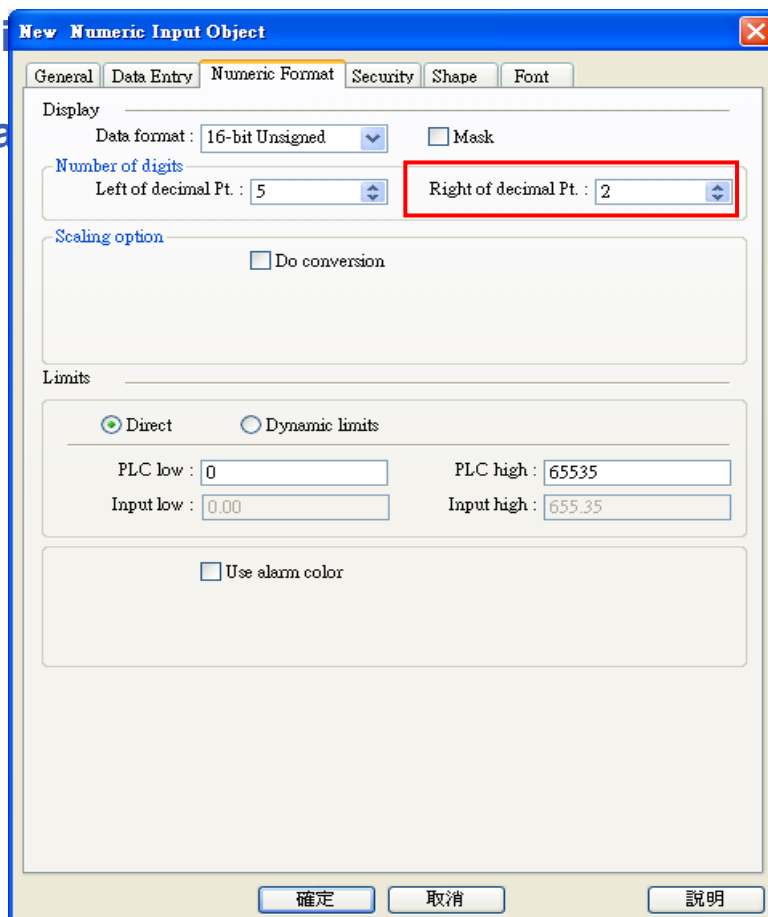 New Numeric Input Object
General Data Entry Numeric Format Security Shape Font
Display
Data format : 16-bit Unsigned Mask
Number of digits
Left of decimal Pt. : 5 Right of decimal Pt. : 2
Scaling option
Do conversion
Limits
Direct Dynamic limits
PLC low : 0 PLC high : 65535
Input low : 0.00 Input high : 655.35
Use alarm color
確定 取消 說明